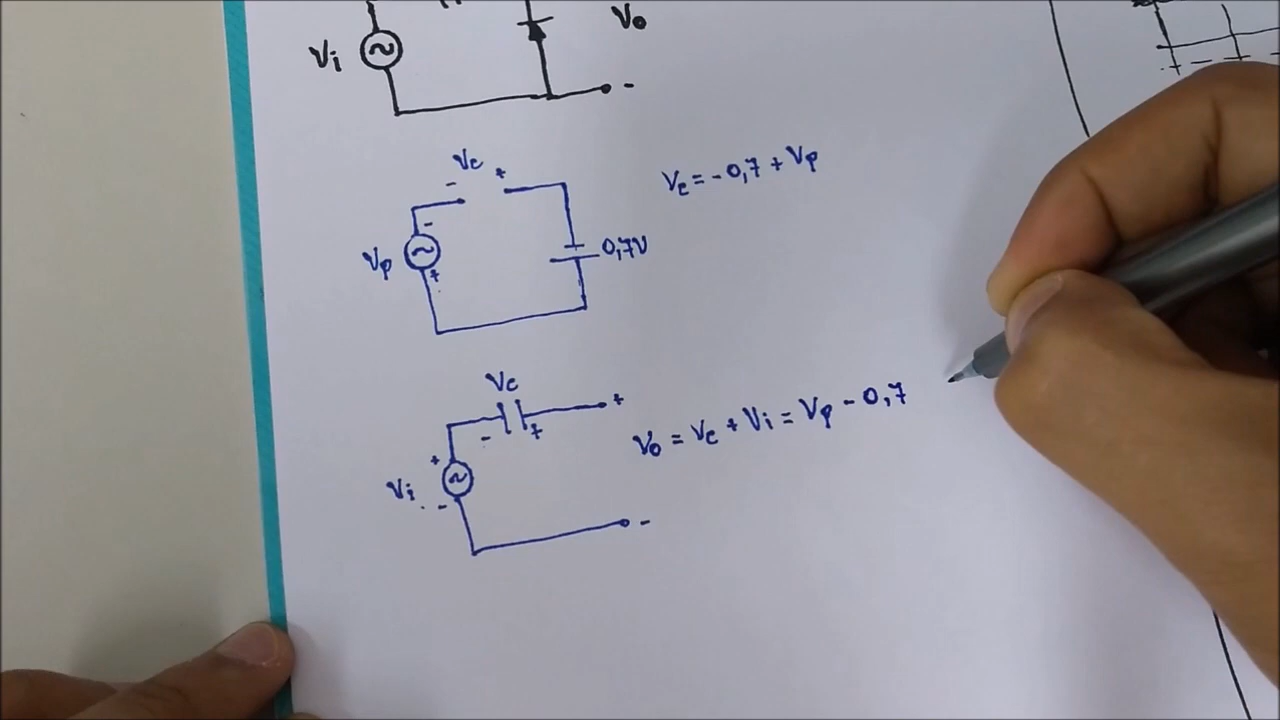 Vi
Vo
-
Vc
- +
Vc = -0,7 + Vp
-
Vp
+
0,7V
Vc
- +
+
Vo = Vc + Vi = Vp - 0,7
+
Vi
-
-